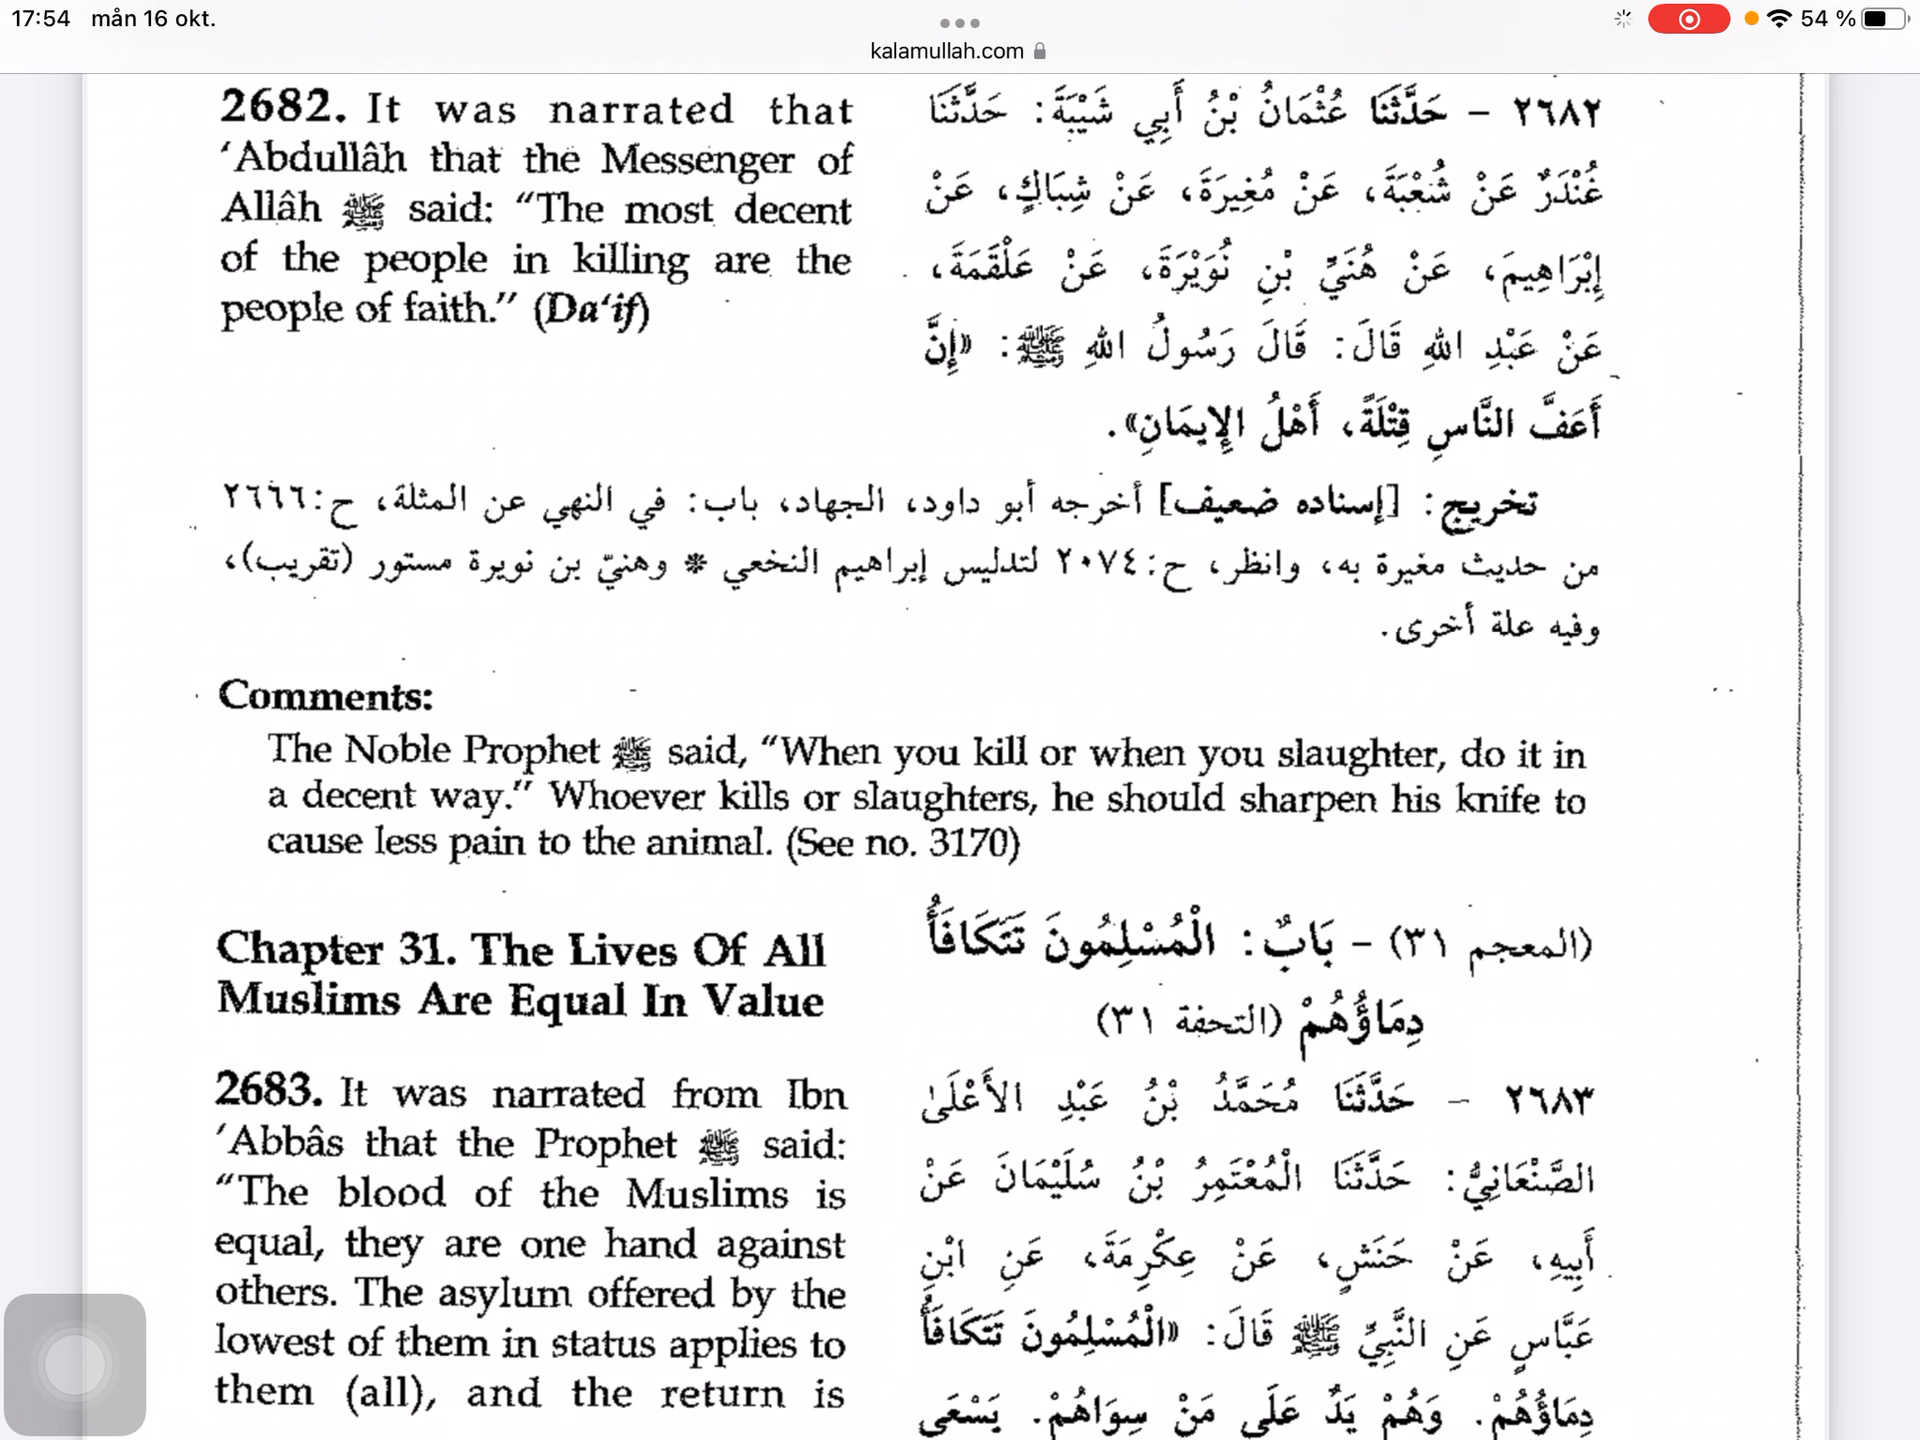 17:54 mån 16 okt.
54 %
kalamullah.com
2682. It was narrated that
‘Abdullâh that the Messenger of
Allâh ﷺ said: “The most decent
of the people in killing are the
people of faith.” (Da‘if)
٢٦٨٢ - حَدَّثَنَا عُثْمَانُ بْنُ أَبِي شَيْبَةَ: حَدَّثَنَا
غُنْدَرٌ عَنْ شُعْبَةَ، عَنْ مُغِيرَةَ، عَنْ شِبَاكٍ، عَنْ
إِبْرَاهِيمَ، عَنْ هُنَيِّ بْنِ نُوَيْرَةَ، عَنْ عَلْقَمَةَ،
عَنْ عَبْدِ اللهِ قَالَ: قَالَ رَسُولُ اللهِ ﷺ: «إِنَّ
أَعَفَّ النَّاسِ قِتْلَةً، أَهْلُ الإِيمَانِ».
تخريج: [إسناده ضعيف] أخرجه أبو داود، الجهاد، باب: في النهي عن المثلة، ح:٢٦٦٦
من حديث مغيرة به، وانظر، ح:٢٠٧٤ لتدليس إبراهيم النخعي * وهنيّ بن نويرة مستور (تقريب)،
وفيه علة أخرى.
Comments:
The Noble Prophet ﷺ said, “When you kill or when you slaughter, do it in
a decent way.” Whoever kills or slaughters, he should sharpen his knife to
cause less pain to the animal. (See no. 3170)
Chapter 31. The Lives Of All
Muslims Are Equal In Value
(المعجم ٣١) - بَابٌ: الْمُسْلِمُونَ تَتَكَافَأُ
دِمَاؤُهُمْ (التحفة ٣١)
2683. It was narrated from Ibn
‘Abbâs that the Prophet ﷺ said:
“The blood of the Muslims is
equal, they are one hand against
others. The asylum offered by the
lowest of them in status applies to
them (all), and the return is
٢٦٨٣ - حَدَّثَنَا مُحَمَّدُ بْنُ عَبْدِ الأَعْلَىٰ
الصَّنْعَانِيُّ: حَدَّثَنَا الْمُعْتَمِرُ بْنُ سُلَيْمَانَ عَنْ
أَبِيهِ، عَنْ حَنَشٍ، عَنْ عِكْرِمَةَ، عَنِ ابْنِ
عَبَّاسٍ عَنِ النَّبِيِّ ﷺ قَالَ: «الْمُسْلِمُونَ تَتَكَافَأُ
دِمَاؤُهُمْ. وَهُمْ يَدٌ عَلَى مَنْ سِوَاهُمْ. يَسْعَى